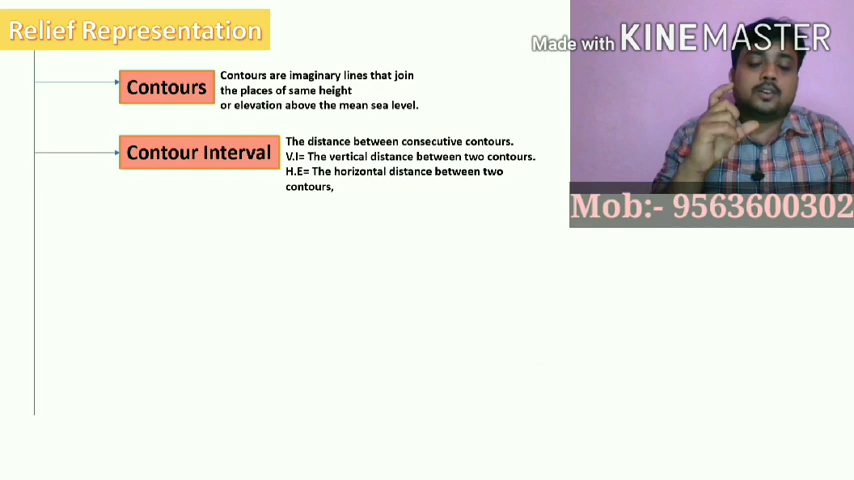 Relief Representation
Made with KINEMASTER
Contours
Contours are imaginary lines that join
the places of same height
or elevation above the mean sea level.
Contour Interval
The distance between consecutive contours.
V.I= The vertical distance between two contours.
H.E= The horizontal distance between two
contours,
Mob:- 9563600302